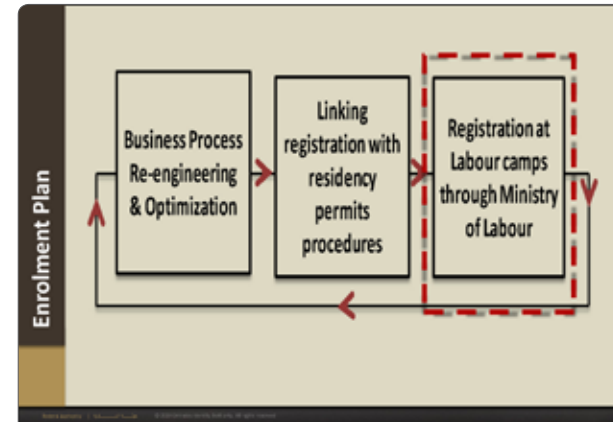 Enrolment Plan
Business Process
Re-engineering
& Optimization
Linking
registration with
residency
permits
procedures
Registration at
Labour camps
through Ministry
of Labour